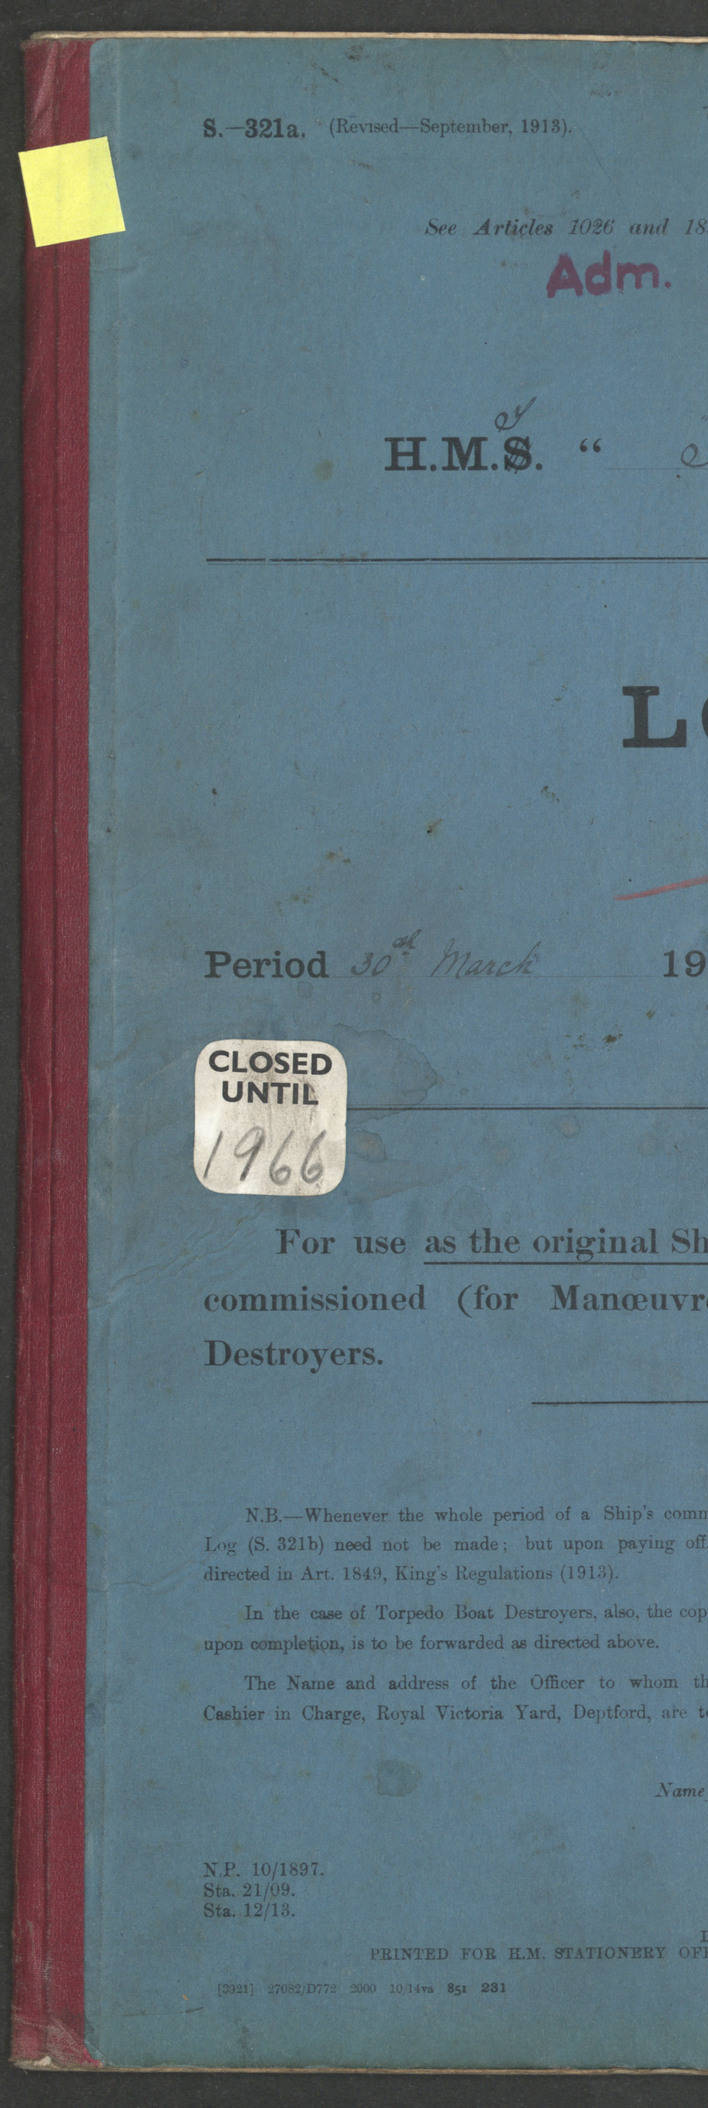 S.—321a. (Revised—September, 1913).
See Articles 1026 and 18
Adm.
H.M.S. "
LO
Period 30th March 19
CLOSED
UNTIL
1966
For use as the original Sh
commissioned (for Manœuvr
Destroyers.
N.B.—Whenever the whole period of a Ship's comm
Log (S. 321b) need not be made; but upon paying off
directed in Art. 1849, King's Regulations (1913).
In the case of Torpedo Boat Destroyers, also, the cop
upon completion, is to be forwarded as directed above.
The Name and address of the Officer to whom th
Cashier in Charge, Royal Victoria Yard, Deptford, are t
Name
N.P. 10/1897.
Sta. 21/09.
Sta. 12/13.
PRINTED FOR H.M. STATIONERY OFF
[3921] 27082/D772 2000 10/14vs 851 231